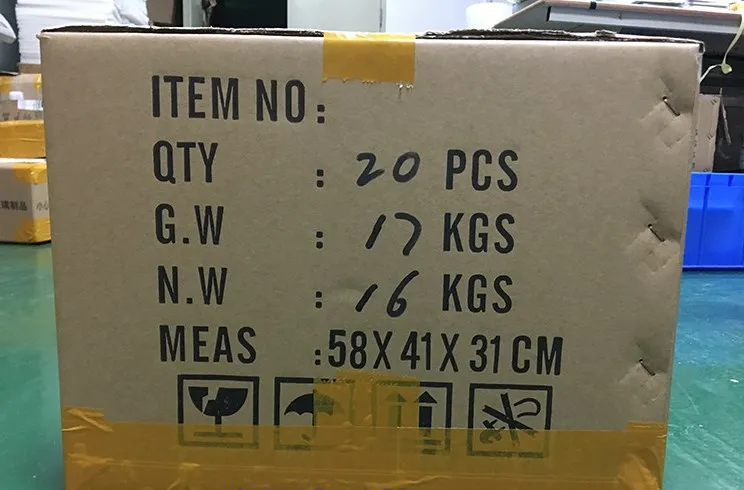 ITEM NO:
QTY : 20 PCS
G.W : 17 KGS
N.W : 16 KGS
MEAS :58X41X31CM